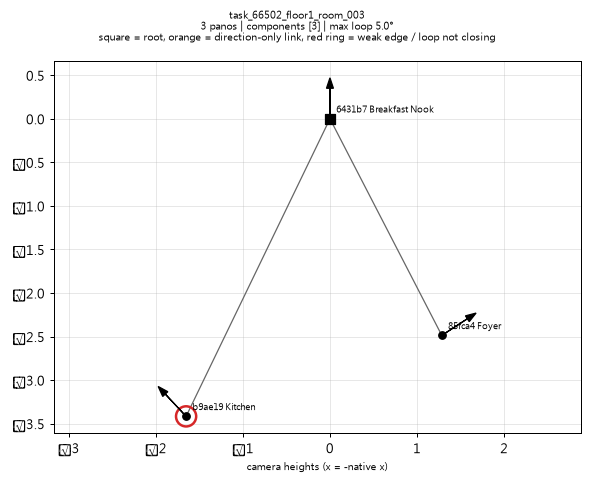 task_66502_floor1_room_003
3 panos | components [3] | max loop 5.0°
square = root, orange = direction-only link, red ring = weak edge / loop not closing
0.5
6431b7 Breakfast Nook
0.0
√0.5
√1.0
√1.5
√2.0
√2.5
85fca4 Foyer
√3.0
b9ae19 Kitchen
√3.5
√3 √2 √1 0 1 2
camera heights (x = -native x)